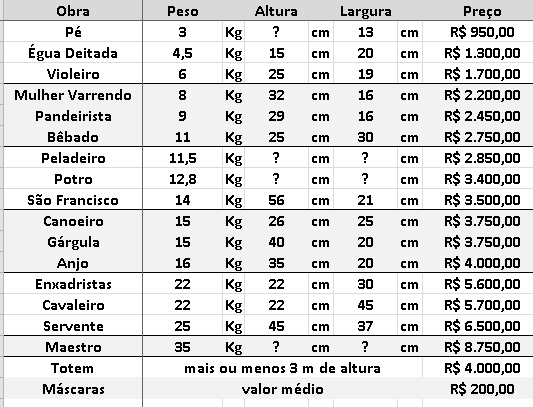 Obra Peso Altura Largura Preço
Pé 3 Kg ? cm 13 cm R$ 950,00
Égua Deitada 4,5 Kg 15 cm 20 cm R$ 1.300,00
Violeiro 6 Kg 25 cm 19 cm R$ 1.700,00
Mulher Varrendo 8 Kg 32 cm 16 cm R$ 2.200,00
Pandeirista 9 Kg 29 cm 16 cm R$ 2.450,00
Bêbado 11 Kg 25 cm 30 cm R$ 2.750,00
Peladeiro 11,5 Kg ? cm ? cm R$ 2.850,00
Potro 12,8 Kg ? cm ? cm R$ 3.400,00
São Francisco 14 Kg 56 cm 21 cm R$ 3.500,00
Canoeiro 15 Kg 26 cm 25 cm R$ 3.750,00
Gárgula 15 Kg 40 cm 20 cm R$ 3.750,00
Anjo 16 Kg 35 cm 20 cm R$ 4.000,00
Enxadristas 22 Kg 22 cm 30 cm R$ 5.600,00
Cavaleiro 22 Kg 22 cm 45 cm R$ 5.700,00
Servente 25 Kg 45 cm 37 cm R$ 6.500,00
Maestro 35 Kg ? cm ? cm R$ 8.750,00
Totem mais ou menos 3 m de altura R$ 4.000,00
Máscaras valor médio R$ 200,00